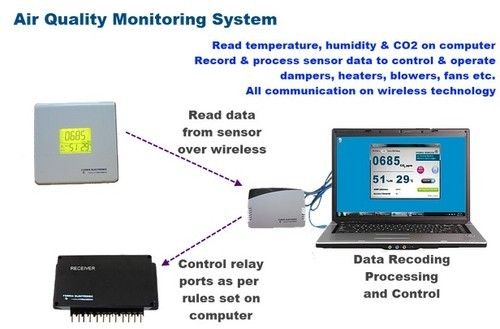 Air Quality Monitoring System
Read temperature, humidity & CO2 on computer
Record & process sensor data to control & operate
dampers, heaters, blowers, fans etc.
All communication on wireless technology
Read data
from sensor
over wireless
0685
51 29
0685
51 % 29
RECEIVER
Control relay
ports as per
rules set on
computer
Data Recoding
Processing
and Control